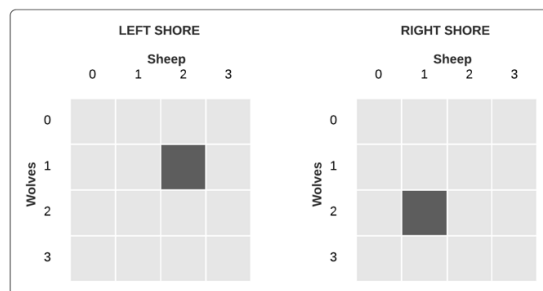 LEFT SHORE RIGHT SHORE
Sheep Sheep
0 1 2 3 0 1 2 3
0 0
Wolves 1 Wolves 1
2 2
3 3